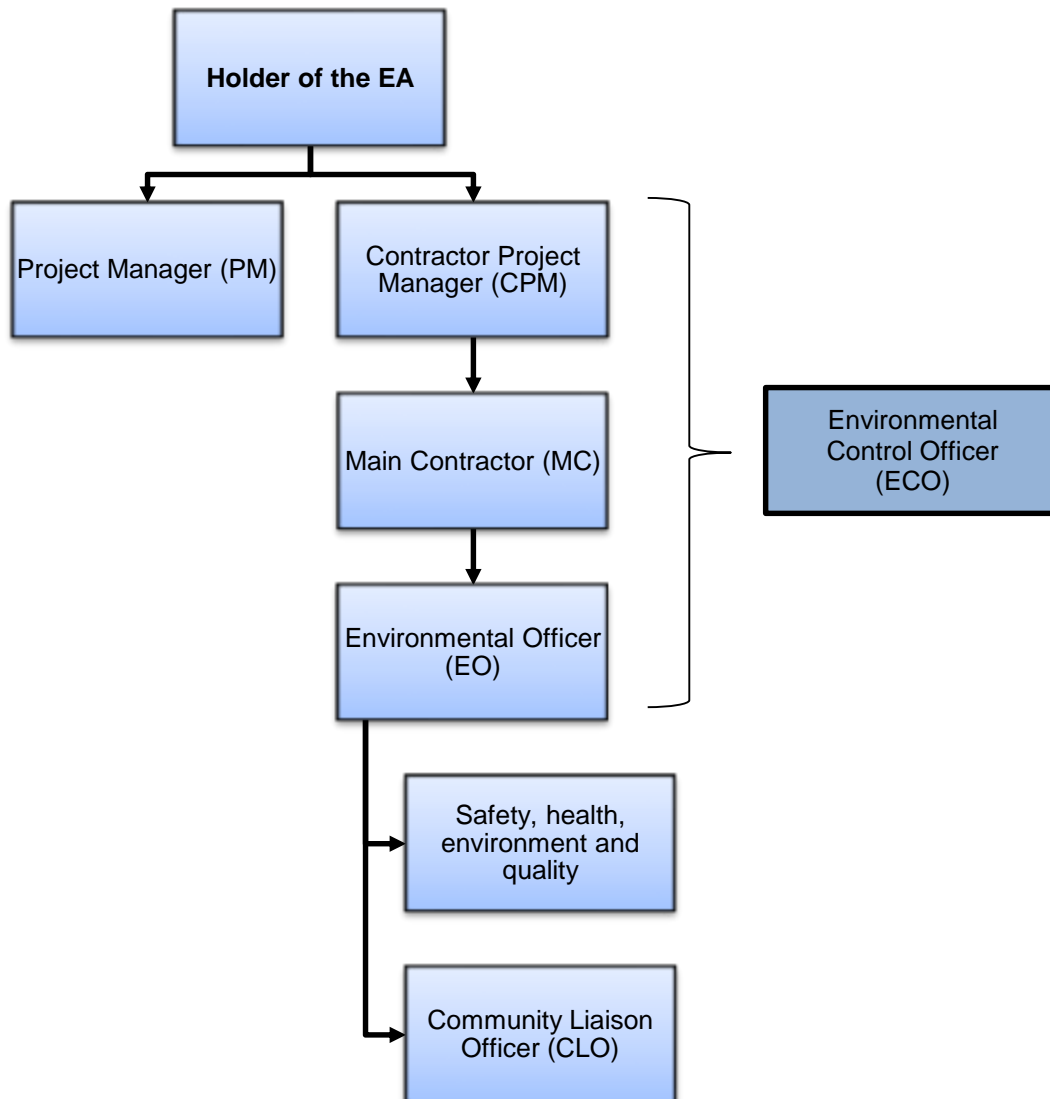 Holder of the EA
Project Manager (PM)
Contractor Project
Manager (CPM)
Main Contractor (MC)
Environmental
Control Officer
(ECO)
Environmental Officer
(EO)
Safety, health,
environment and
quality
Community Liaison
Officer (CLO)